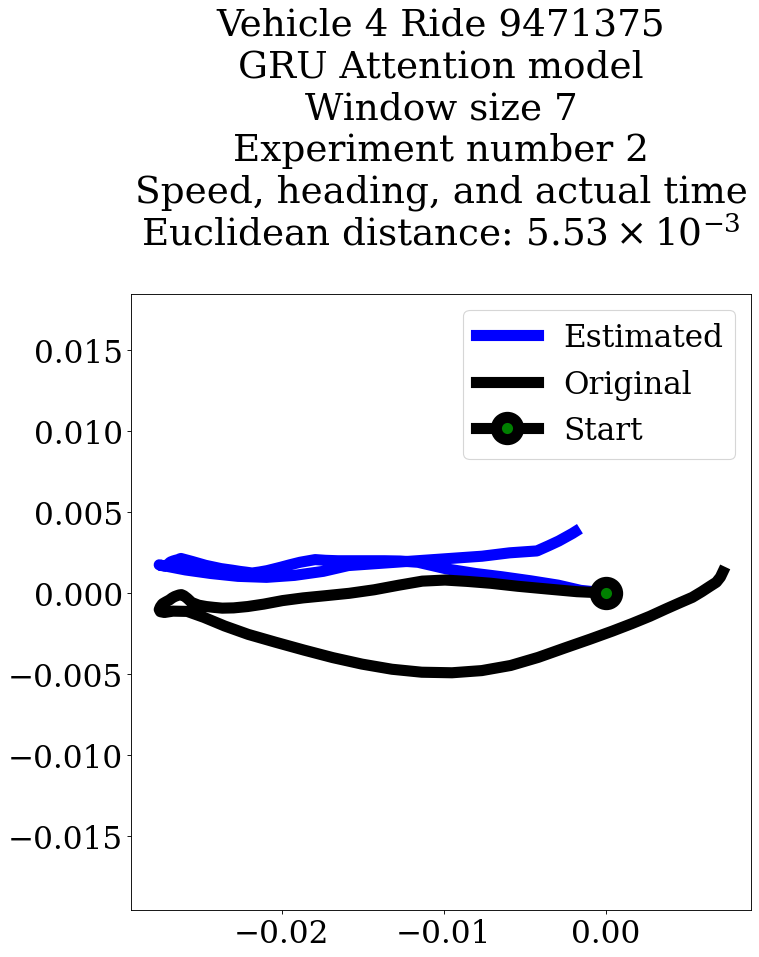 Vehicle 4 Ride 9471375
GRU Attention model
Window size 7
Experiment number 2
Speed, heading, and actual time
Euclidean distance: 5.53 × 10⁻³
Estimated
Original
Start
0.015
0.010
0.005
0.000
−0.005
−0.010
−0.015
−0.02
−0.01
0.00